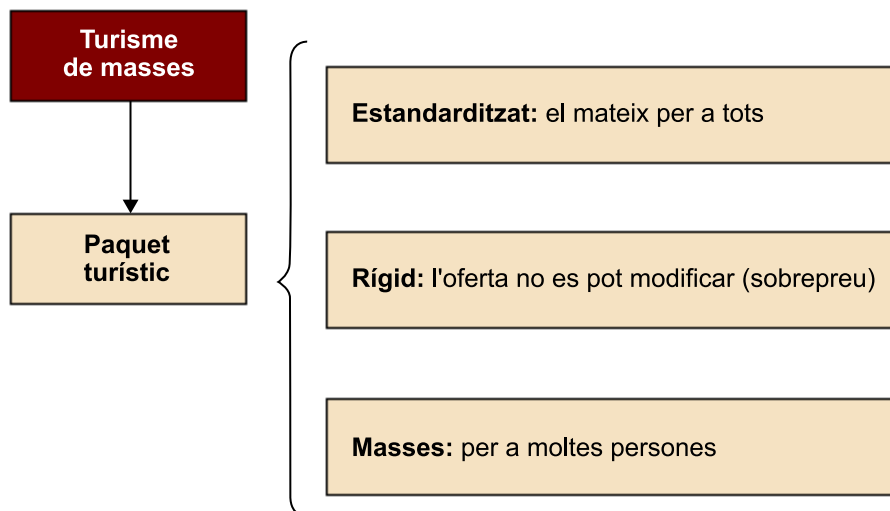 Turisme
de masses
Estandarditzat: el mateix per a tots
Paquet
turístic
Rígid: l'oferta no es pot modificar (sobrepreu)
Masses: per a moltes persones